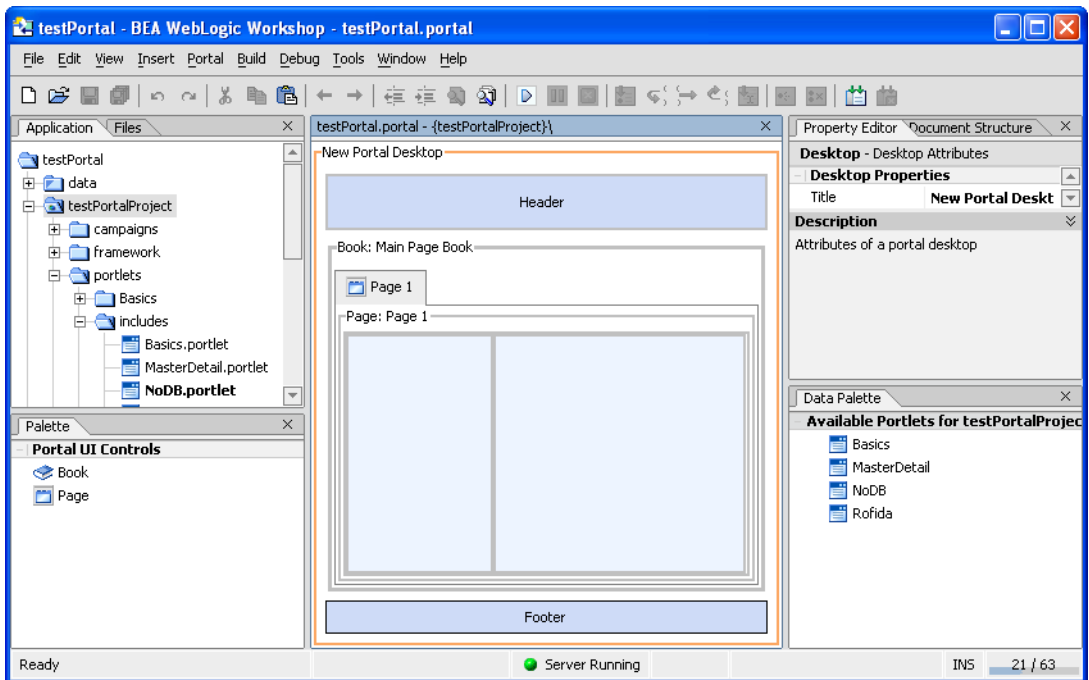 testPortal - BEA WebLogic Workshop - testPortal.portal
File Edit View Insert Portal Build Debug Tools Window Help
Application Files
testPortal
data
testPortalProject
campaigns
framework
portlets
Basics
includes
Basics.portlet
MasterDetail.portlet
NoDB.portlet
Palette
Portal UI Controls
Book
Page
testPortal.portal - {testPortalProject}\
New Portal Desktop
Header
Book: Main Page Book
Page 1
Page: Page 1
Footer
Property Editor Document Structure
Desktop - Desktop Attributes
Desktop Properties
Title New Portal Deskt
Description
Attributes of a portal desktop
Data Palette
Available Portlets for testPortalProjec
Basics
MasterDetail
NoDB
Rofida
Ready Server Running INS 21 / 63